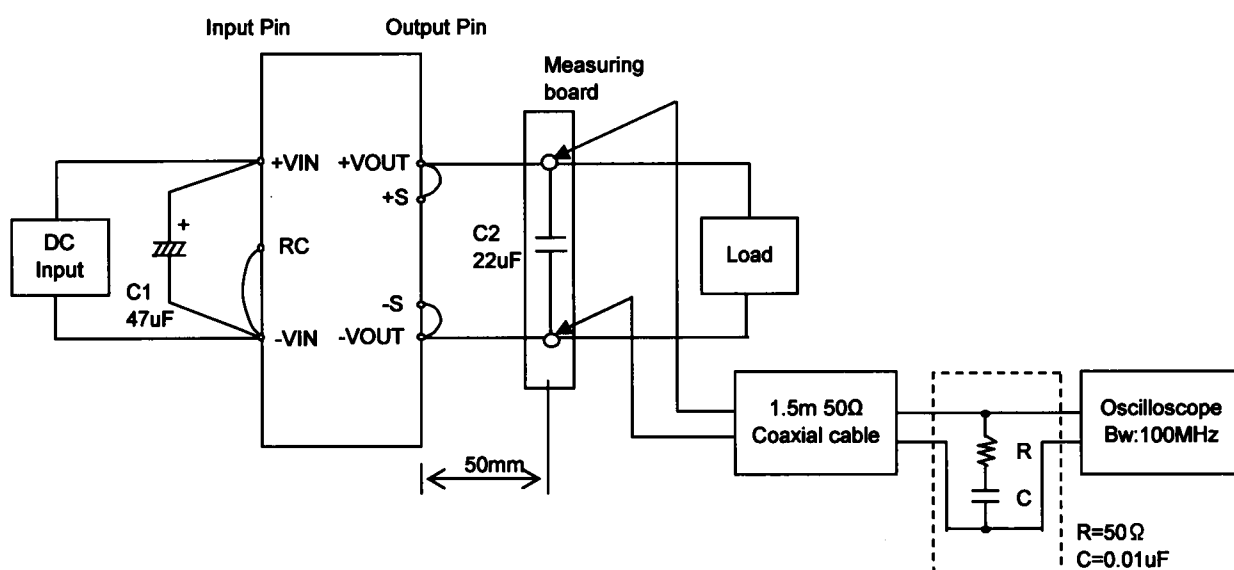 Input Pin
Output Pin
Measuring
board
+VIN
+VOUT
+S
+
DC
Input
RC
C1
47uF
C2
22uF
Load
-S
-VIN
-VOUT
50mm
1.5m 50Ω
Coaxial cable
R
C
Oscilloscope
Bw:100MHz
R=50Ω
C=0.01uF